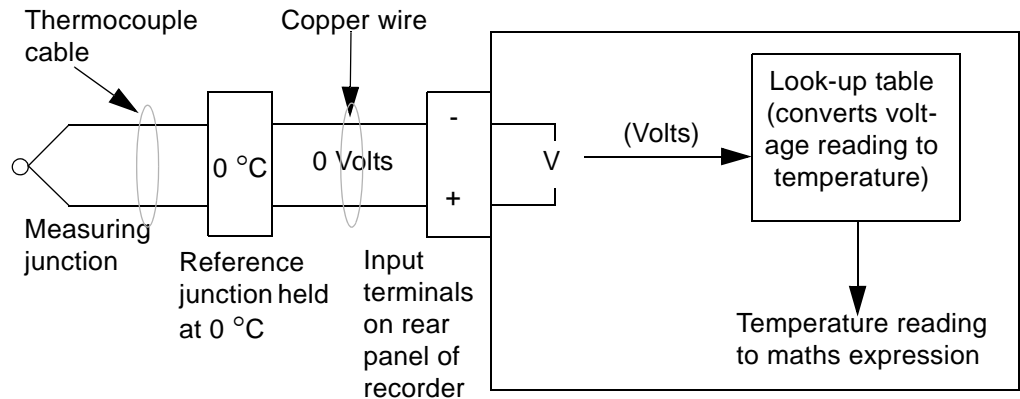 Thermocouple
cable
Copper wire
0 °C
0 Volts
-
+
V
(Volts)
Look-up table
(converts volt-
age reading to
temperature)
Measuring
junction
Reference
junction held
at 0 °C
Input
terminals
on rear
panel of
recorder
Temperature reading
to maths expression